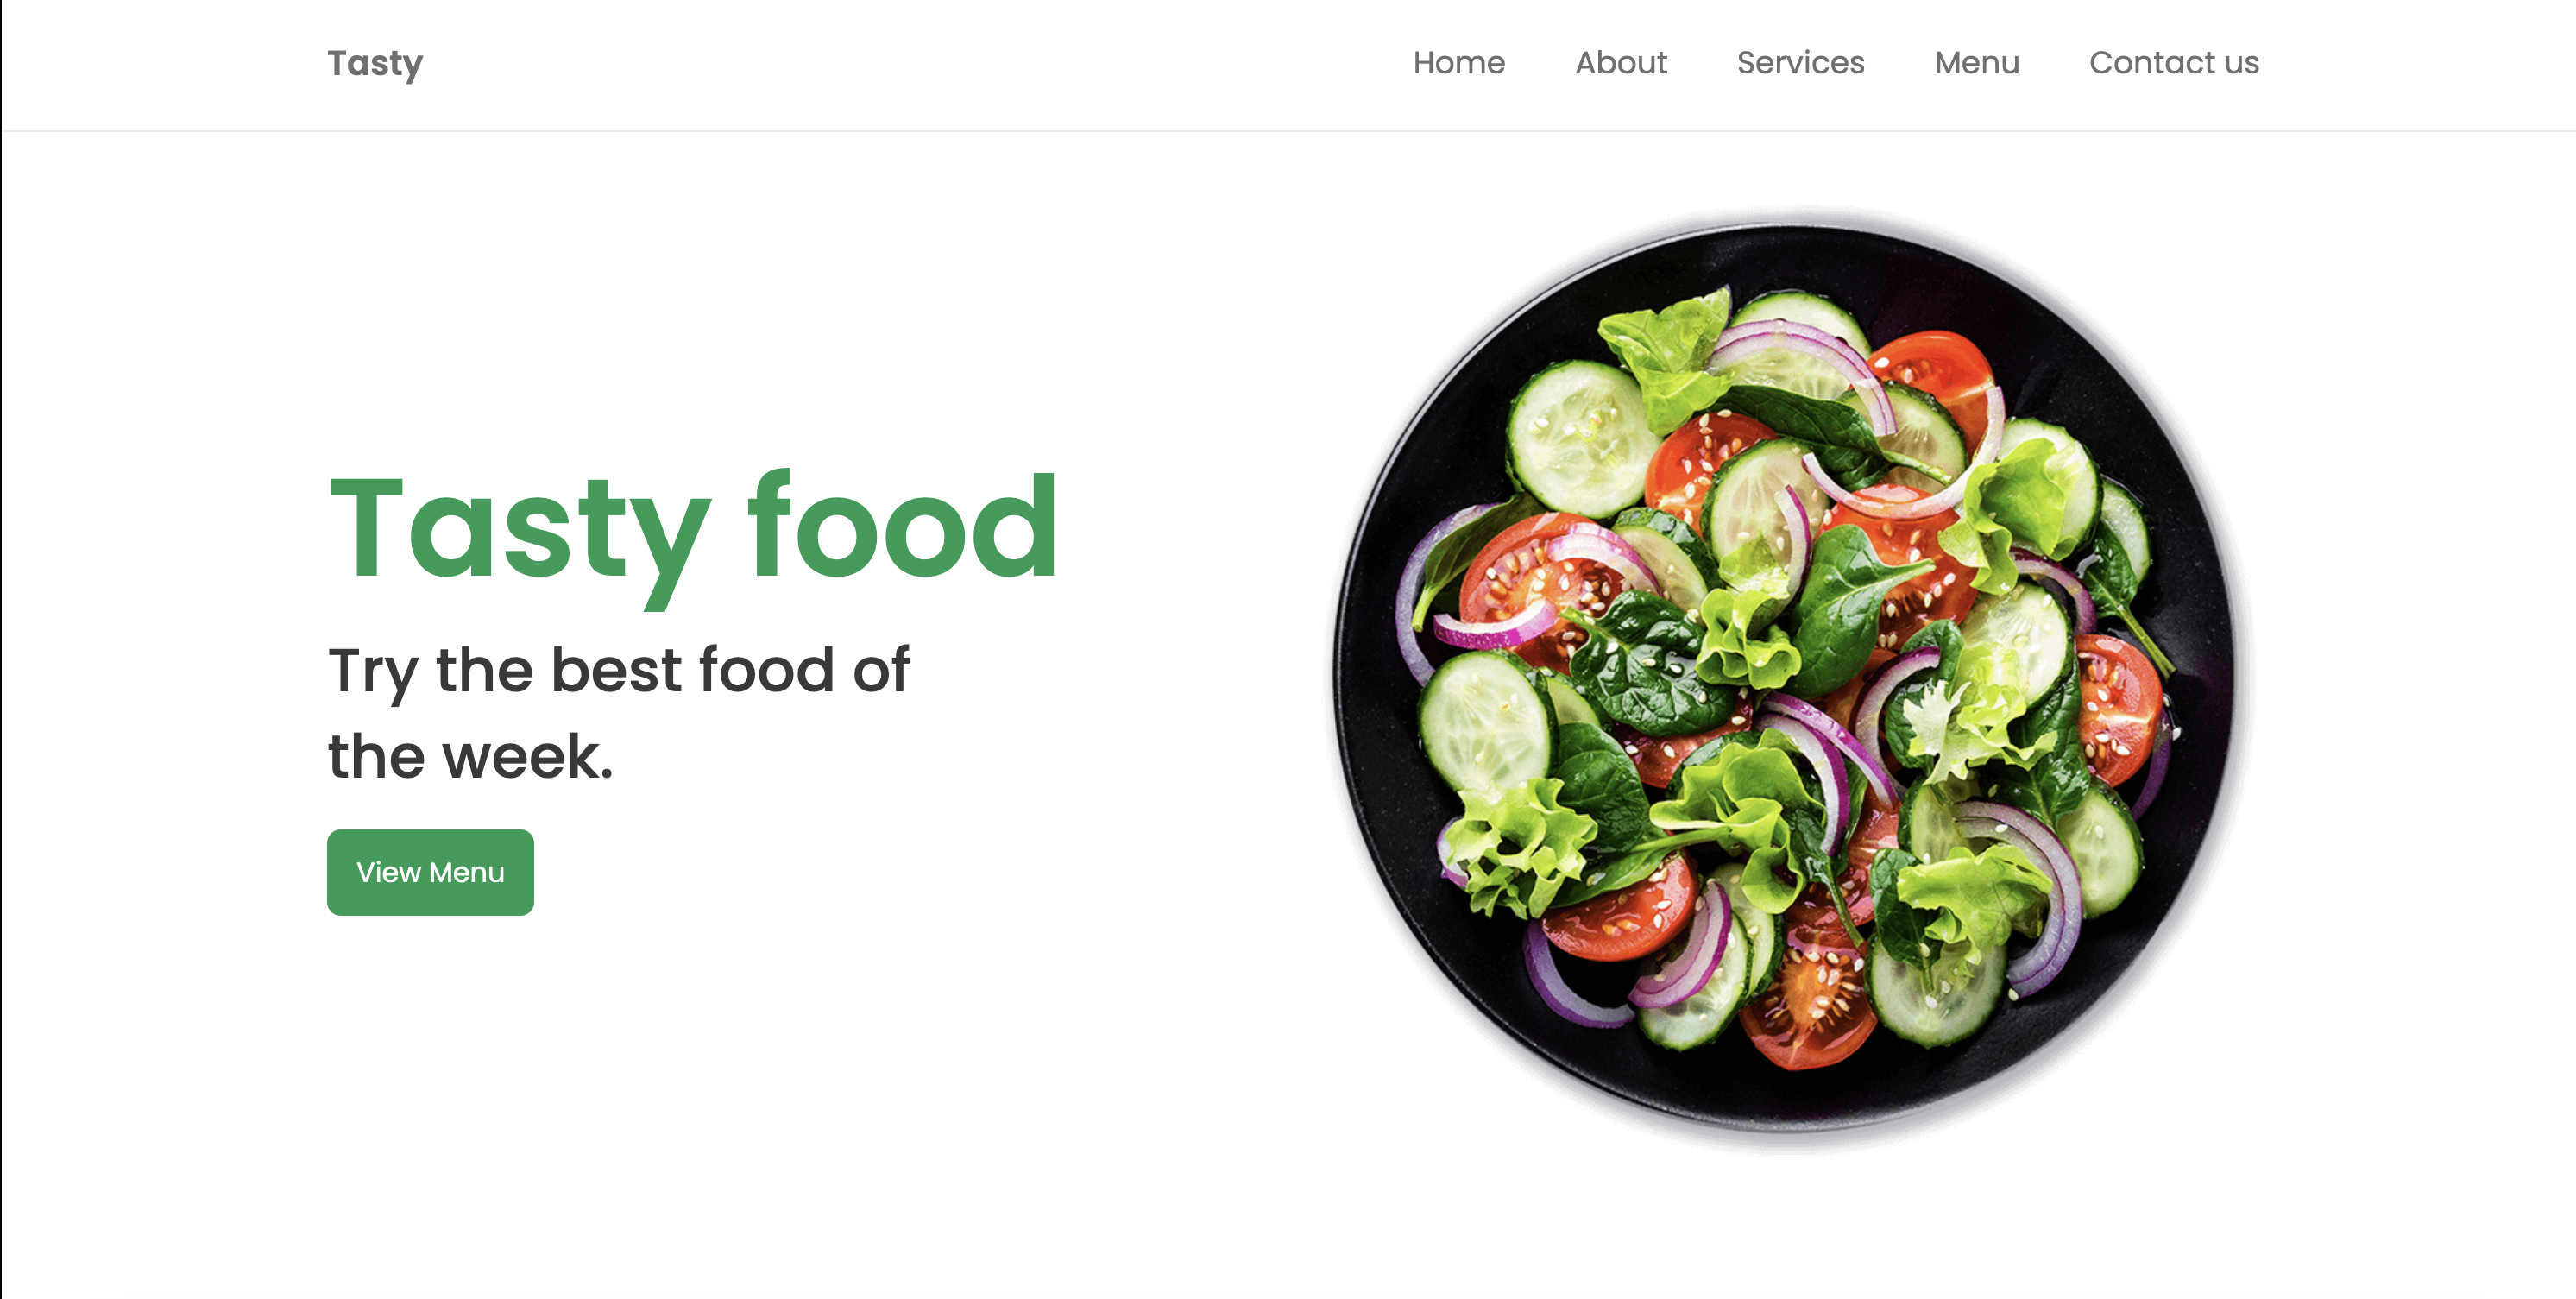 Tasty
Home About Services Menu Contact us
Tasty food
Try the best food of
the week.
View Menu